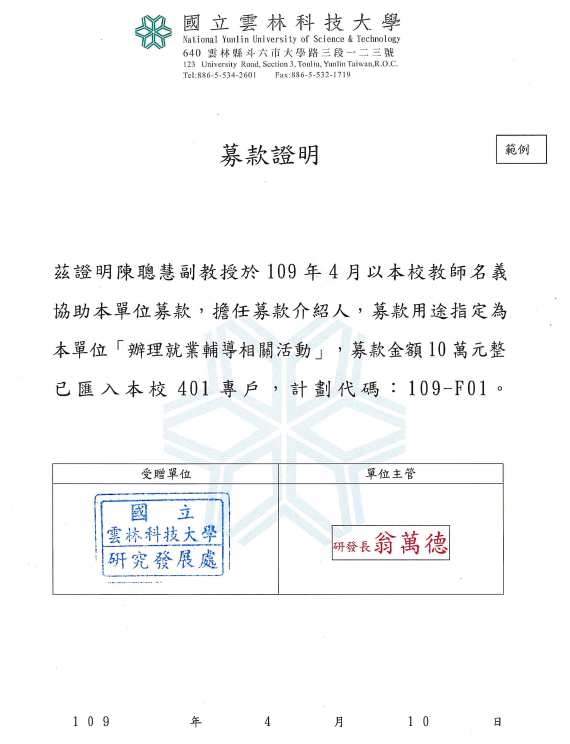 國立雲林科技大學
National Yunlin University of Science & Technology
640 雲林縣斗六市大學路三段一二三號
123 University Road, Section 3, Touliu, Yunlin Taiwan,R.O.C.
Tel:886-5-534-2601 Fax:886-5-532-1719
募款證明
範例
茲證明陳聰慧副教授於 109 年 4 月以本校教師名義
協助本單位募款，擔任募款介紹人，募款用途指定為
本單位「辦理就業輔導相關活動」，募款金額 10 萬元整
已匯入本校 401 專戶，計劃代碼：109-F01。
受贈單位 單位主管
國立
雲林科技大學
研究發展處
研發長翁萬德
109 年 4 月 10 日